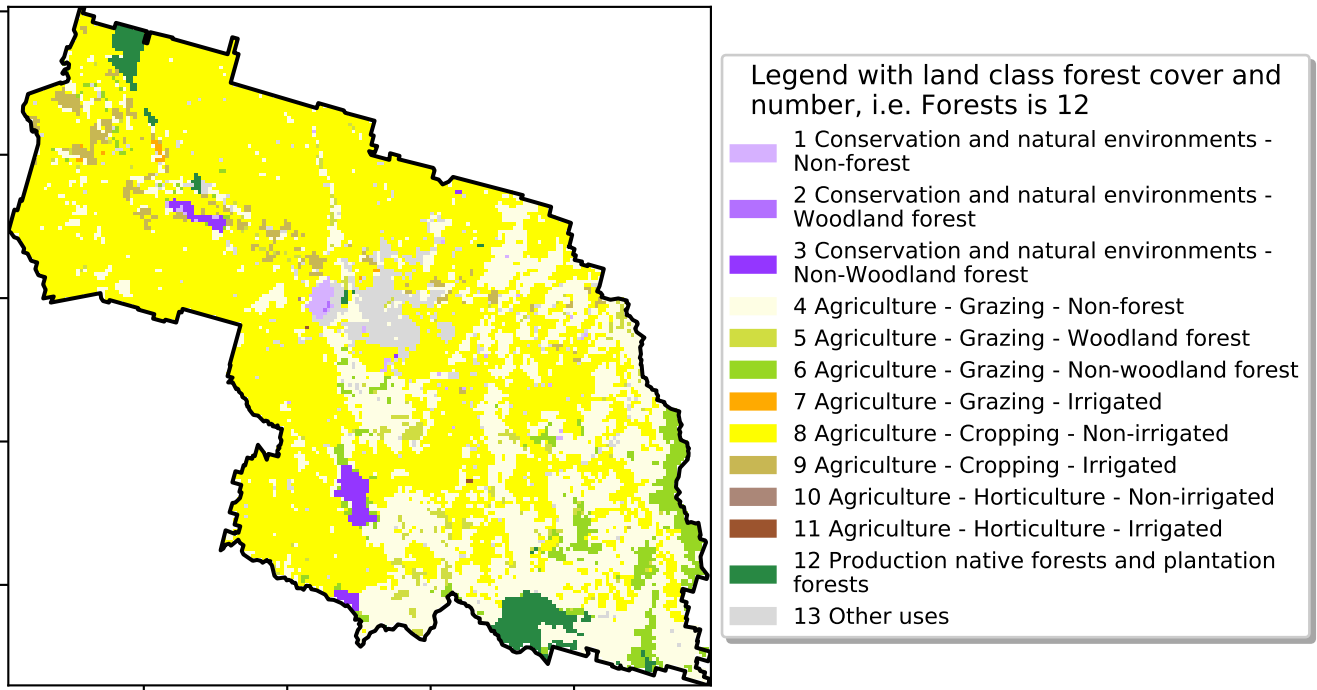 Legend with land class forest cover and
number, i.e. Forests is 12
1 Conservation and natural environments -
Non-forest
2 Conservation and natural environments -
Woodland forest
3 Conservation and natural environments -
Non-Woodland forest
4 Agriculture - Grazing - Non-forest
5 Agriculture - Grazing - Woodland forest
6 Agriculture - Grazing - Non-woodland forest
7 Agriculture - Grazing - Irrigated
8 Agriculture - Cropping - Non-irrigated
9 Agriculture - Cropping - Irrigated
10 Agriculture - Horticulture - Non-irrigated
11 Agriculture - Horticulture - Irrigated
12 Production native forests and plantation
forests
13 Other uses